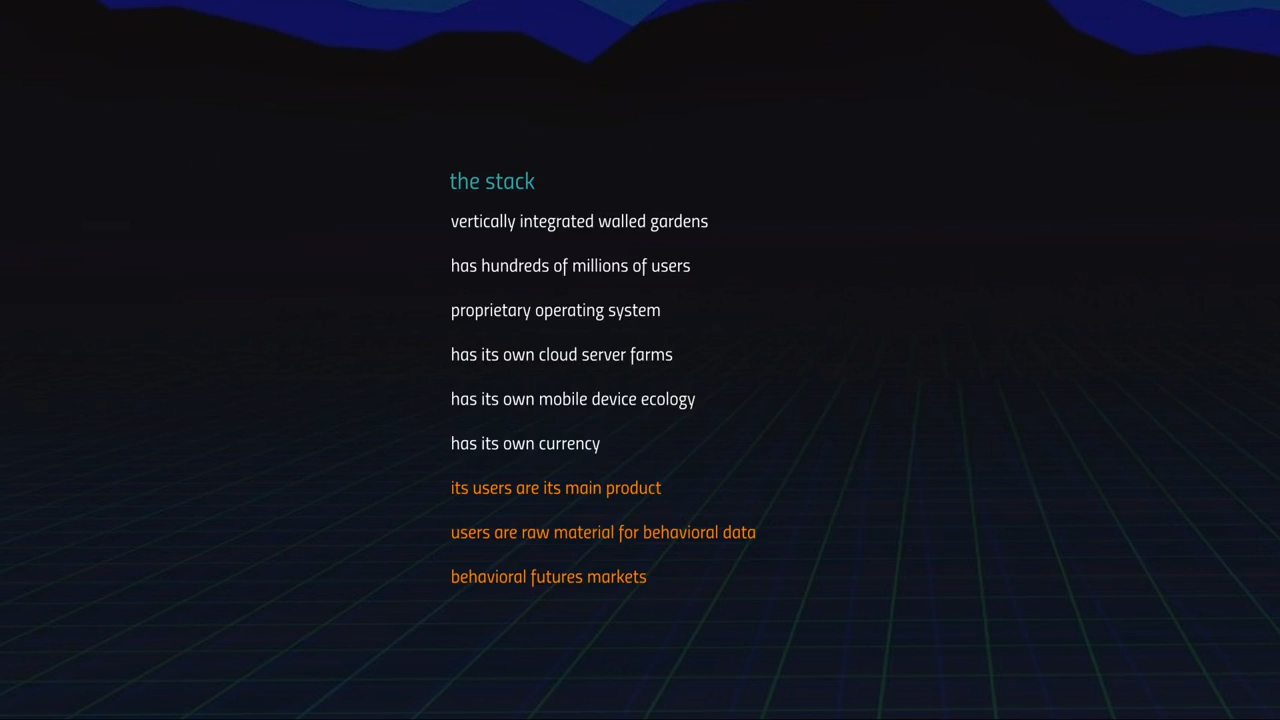 the stack
vertically integrated walled gardens
has hundreds of millions of users
proprietary operating system
has its own cloud server farms
has its own mobile device ecology
has its own currency
its users are its main product
users are raw material for behavioral data
behavioral futures markets